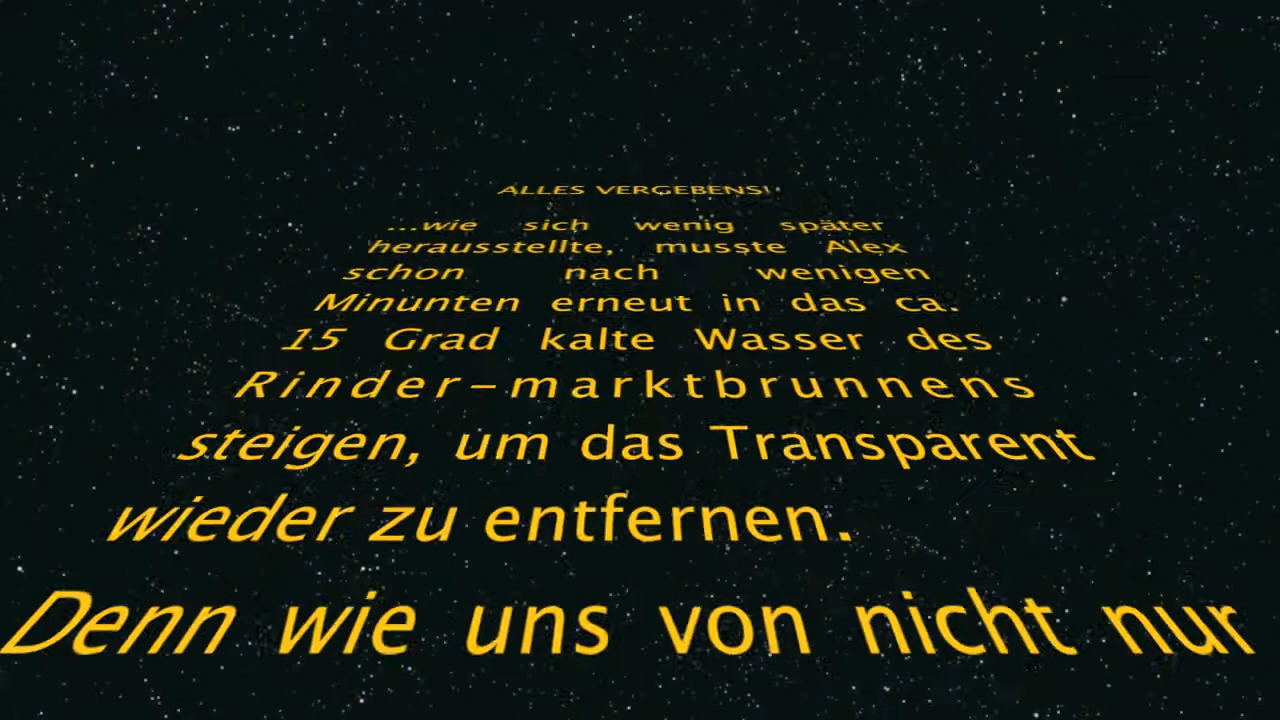 ALLES VERGEBENS!
...wie sich wenig später
herausstellte, musste Alex
schon nach wenigen
Minunten erneut in das ca.
15 Grad kalte Wasser des
Rinder-marktbrunnens
steigen, um das Transparent
wieder zu entfernen.
Denn wie uns von nicht nur